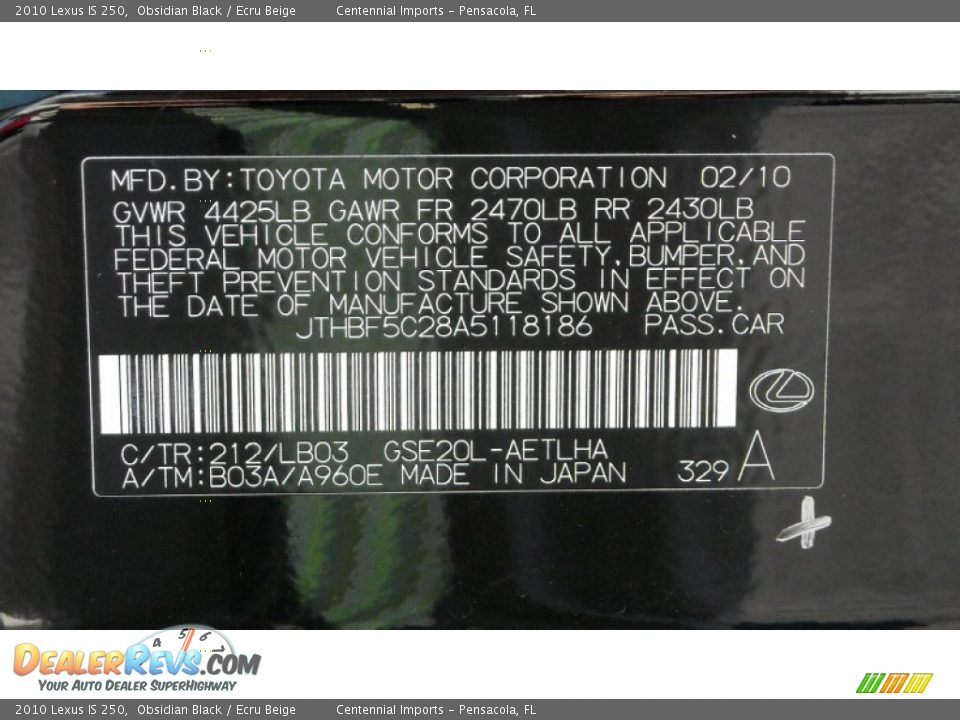 2010 Lexus IS 250,  Obsidian Black / Ecru Beige    Centennial Imports – Pensacola, FL
MFD.BY:TOYOTA MOTOR CORPORATION 02/10
GVWR 4425LB GAWR FR 2470LB RR 2430LB
THIS VEHICLE CONFORMS TO ALL APPLICABLE
FEDERAL MOTOR VEHICLE SAFETY,BUMPER,AND
THEFT PREVENTION STANDARDS IN EFFECT ON
THE DATE OF MANUFACTURE SHOWN ABOVE.
JTHBF5C28A5118186 PASS.CAR
C/TR:212/LB03 GSE20L-AETLHA
A/TM:B03A/A960E MADE IN JAPAN 329 A
4 5 6 7
DEALERREVS.COM
YOUR AUTO DEALER SUPERHIGHWAY
2010 Lexus IS 250,  Obsidian Black / Ecru Beige    Centennial Imports – Pensacola, FL